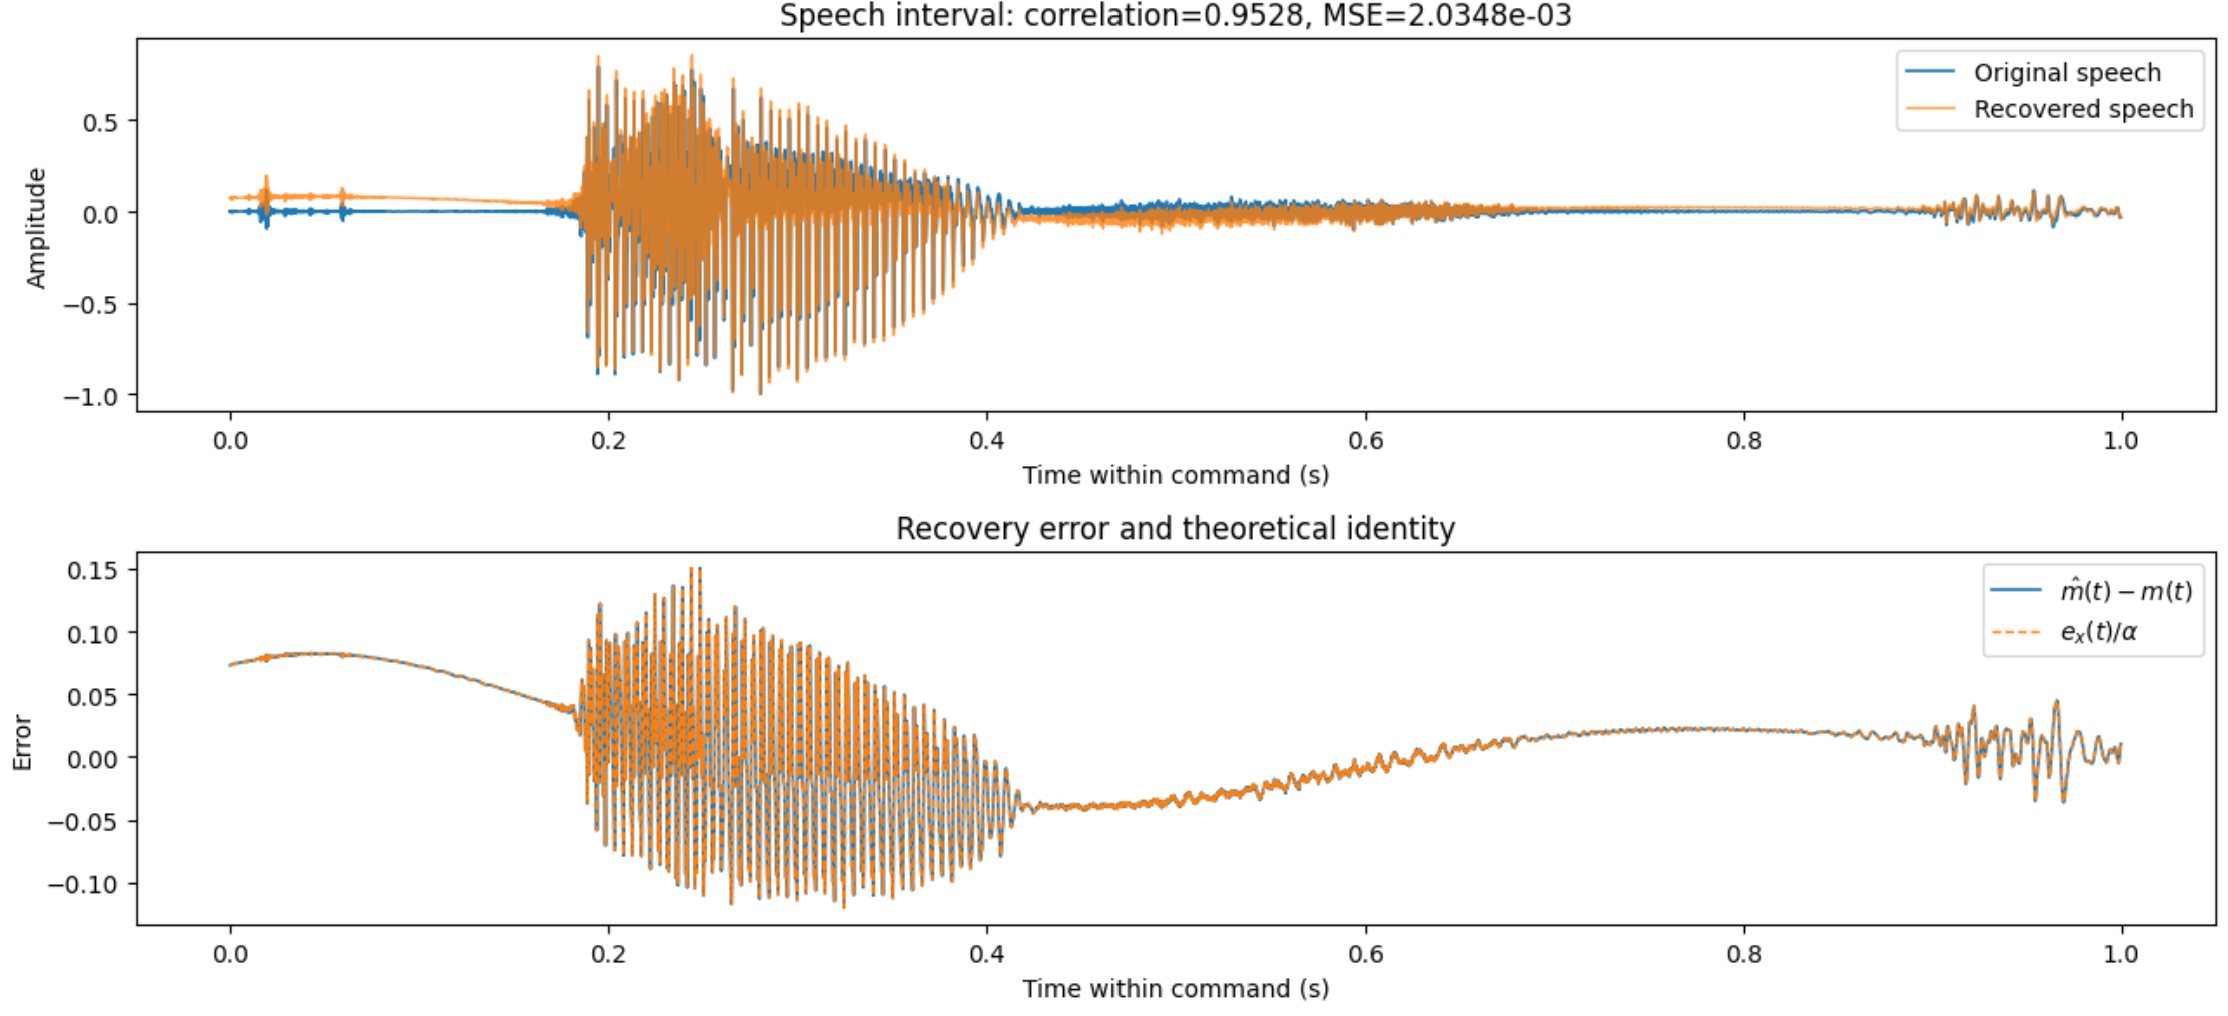 Speech interval: correlation=0.9528, MSE=2.0348e-03
Original speech
Recovered speech
Amplitude
0.5
0.0
−0.5
−1.0
0.0 0.2 0.4 0.6 0.8 1.0
Time within command (s)
Recovery error and theoretical identity
m̂(t) − m(t)
eₓ(t)/α
Error
0.15
0.10
0.05
0.00
−0.05
−0.10
0.0 0.2 0.4 0.6 0.8 1.0
Time within command (s)